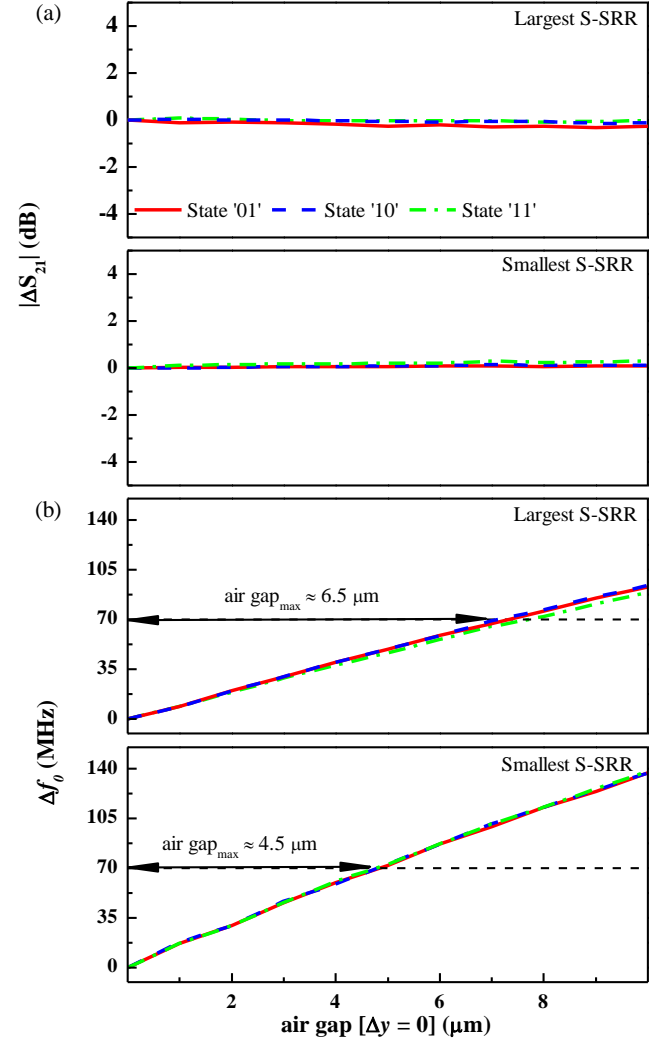 (a)
Largest S-SRR
4
2
0
-2
-4
State '01' State '10' State '11'
|ΔS21| (dB)
Smallest S-SRR
4
2
0
-2
-4
(b)
Largest S-SRR
140
105
70
35
0
air gapmax ≈ 6.5 μm
Δf0 (MHz)
Smallest S-SRR
140
105
70
35
0
air gapmax ≈ 4.5 μm
2 4 6 8
air gap [Δy = 0] (μm)